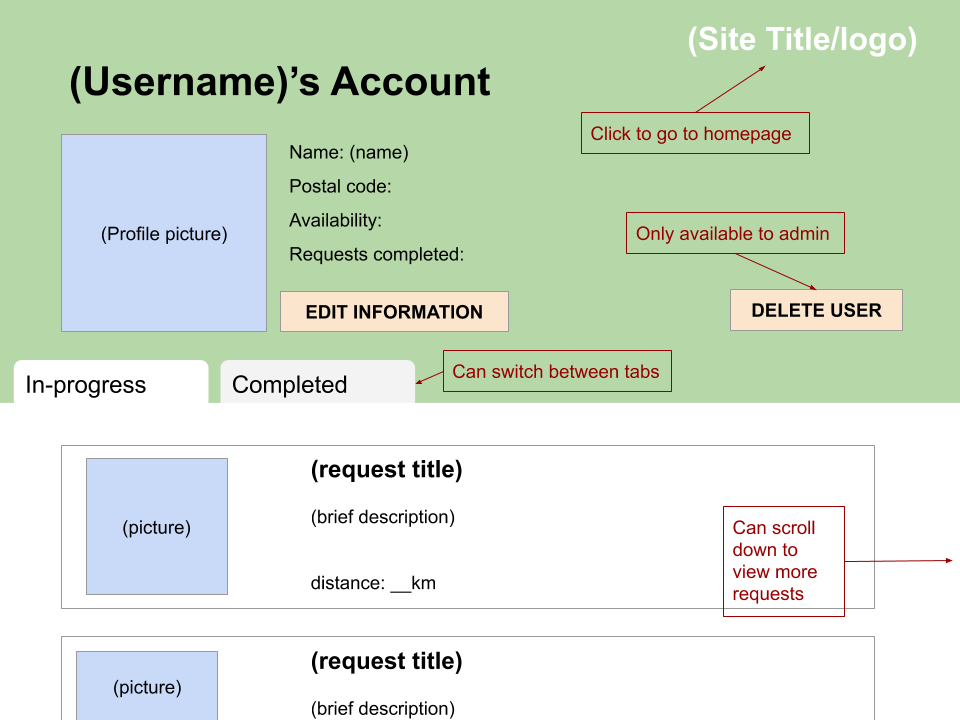 (Site Title/logo)
(Username)’s Account
Click to go to homepage
Name: (name)
Postal code:
Availability:
Requests completed:
(Profile picture)
Only available to admin
EDIT INFORMATION
DELETE USER
Can switch between tabs
In-progress
Completed
(request title)
(picture)
(brief description)
distance: __km
Can scroll
down to
view more
requests
(request title)
(picture)
(brief description)